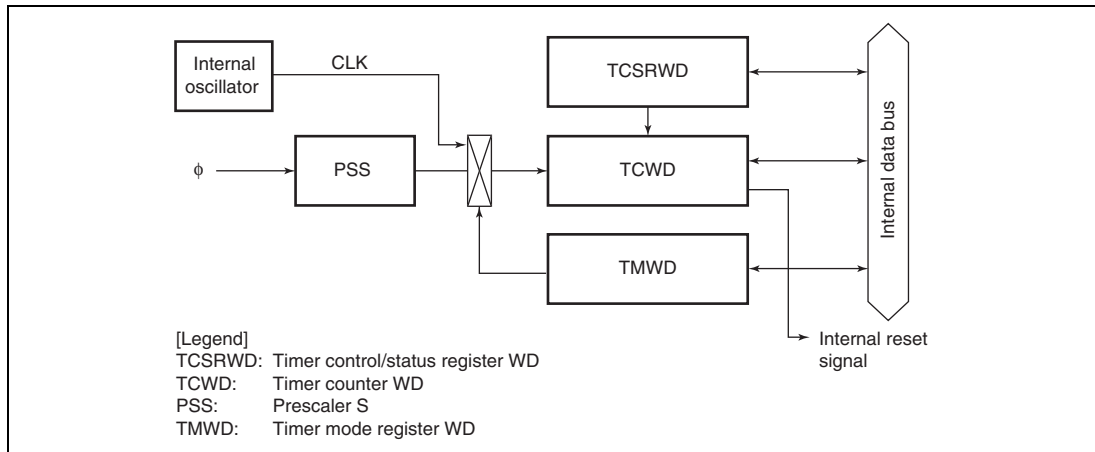 Internal
oscillator
CLK
TCSRWD
φ
PSS
TCWD
TMWD
Internal data bus
Internal reset
signal
[Legend]
TCSRWD: Timer control/status register WD
TCWD: Timer counter WD
PSS: Prescaler S
TMWD: Timer mode register WD